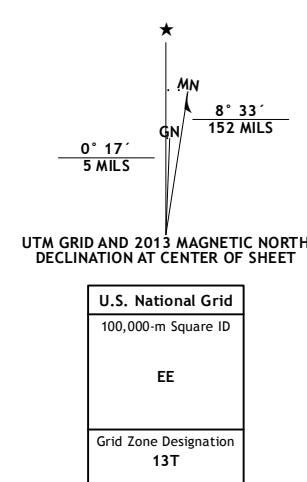 MN
8° 33´
152 MILS
GN
0° 17´
5 MILS
UTM GRID AND 2013 MAGNETIC NORTH
DECLINATION AT CENTER OF SHEET
U.S. National Grid
100,000-m Square ID
EE
Grid Zone Designation
13T